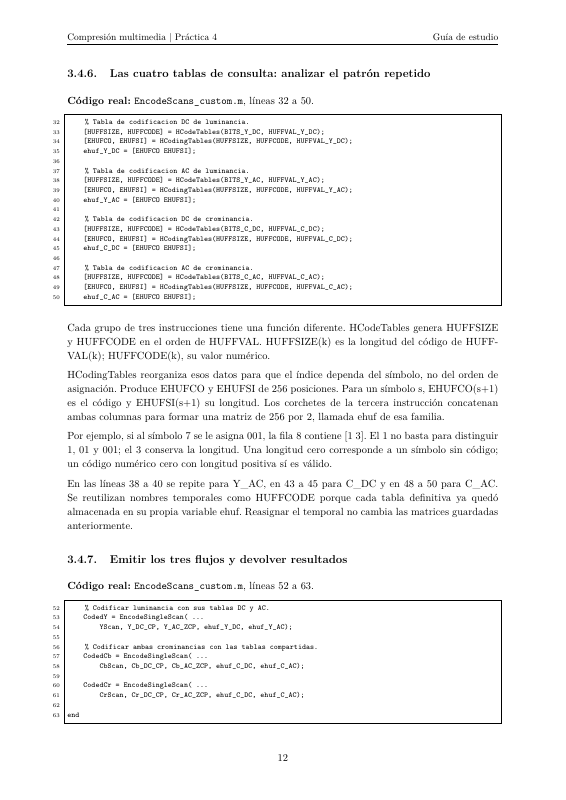 Compresión multimedia | Práctica 4 Guía de estudio
3.4.6. Las cuatro tablas de consulta: analizar el patrón repetido
Código real: EncodeScans_custom.m, líneas 32 a 50.
32 % Tabla de codificacion DC de luminancia.
33 [HUFFSIZE, HUFFCODE] = HCodeTables(BITS_Y_DC, HUFFVAL_Y_DC);
34 [EHUFCO, EHUFSI] = HCodingTables(HUFFSIZE, HUFFCODE, HUFFVAL_Y_DC);
35 ehuf_Y_DC = [EHUFCO EHUFSI];
36
37 % Tabla de codificacion AC de luminancia.
38 [HUFFSIZE, HUFFCODE] = HCodeTables(BITS_Y_AC, HUFFVAL_Y_AC);
39 [EHUFCO, EHUFSI] = HCodingTables(HUFFSIZE, HUFFCODE, HUFFVAL_Y_AC);
40 ehuf_Y_AC = [EHUFCO EHUFSI];
41
42 % Tabla de codificacion DC de crominancia.
43 [HUFFSIZE, HUFFCODE] = HCodeTables(BITS_C_DC, HUFFVAL_C_DC);
44 [EHUFCO, EHUFSI] = HCodingTables(HUFFSIZE, HUFFCODE, HUFFVAL_C_DC);
45 ehuf_C_DC = [EHUFCO EHUFSI];
46
47 % Tabla de codificacion AC de crominancia.
48 [HUFFSIZE, HUFFCODE] = HCodeTables(BITS_C_AC, HUFFVAL_C_AC);
49 [EHUFCO, EHUFSI] = HCodingTables(HUFFSIZE, HUFFCODE, HUFFVAL_C_AC);
50 ehuf_C_AC = [EHUFCO EHUFSI];
Cada grupo de tres instrucciones tiene una función diferente. HCodeTables genera HUFFSIZE
y HUFFCODE en el orden de HUFFVAL. HUFFSIZE(k) es la longitud del código de HUFF-
VAL(k); HUFFCODE(k), su valor numérico.
HCodingTables reorganiza esos datos para que el índice dependa del símbolo, no del orden de
asignación. Produce EHUFCO y EHUFSI de 256 posiciones. Para un símbolo s, EHUFCO(s+1)
es el código y EHUFSI(s+1) su longitud. Los corchetes de la tercera instrucción concatenan
ambas columnas para formar una matriz de 256 por 2, llamada ehuf de esa familia.
Por ejemplo, si al símbolo 7 se le asigna 001, la fila 8 contiene [1 3]. El 1 no basta para distinguir
1, 01 y 001; el 3 conserva la longitud. Una longitud cero corresponde a un símbolo sin código;
un código numérico cero con longitud positiva sí es válido.
En las líneas 38 a 40 se repite para Y_AC, en 43 a 45 para C_DC y en 48 a 50 para C_AC.
Se reutilizan nombres temporales como HUFFCODE porque cada tabla definitiva ya quedó
almacenada en su propia variable ehuf. Reasignar el temporal no cambia las matrices guardadas
anteriormente.
3.4.7. Emitir los tres flujos y devolver resultados
Código real: EncodeScans_custom.m, líneas 52 a 63.
52 % Codificar luminancia con sus tablas DC y AC.
53 CodedY = EncodeSingleScan( ...
54 YScan, Y_DC_CP, Y_AC_ZCP, ehuf_Y_DC, ehuf_Y_AC);
55
56 % Codificar ambas crominancias con las tablas compartidas.
57 CodedCb = EncodeSingleScan( ...
58 CbScan, Cb_DC_CP, Cb_AC_ZCP, ehuf_C_DC, ehuf_C_AC);
59
60 CodedCr = EncodeSingleScan( ...
61 CrScan, Cr_DC_CP, Cr_AC_ZCP, ehuf_C_DC, ehuf_C_AC);
62
63 end
12